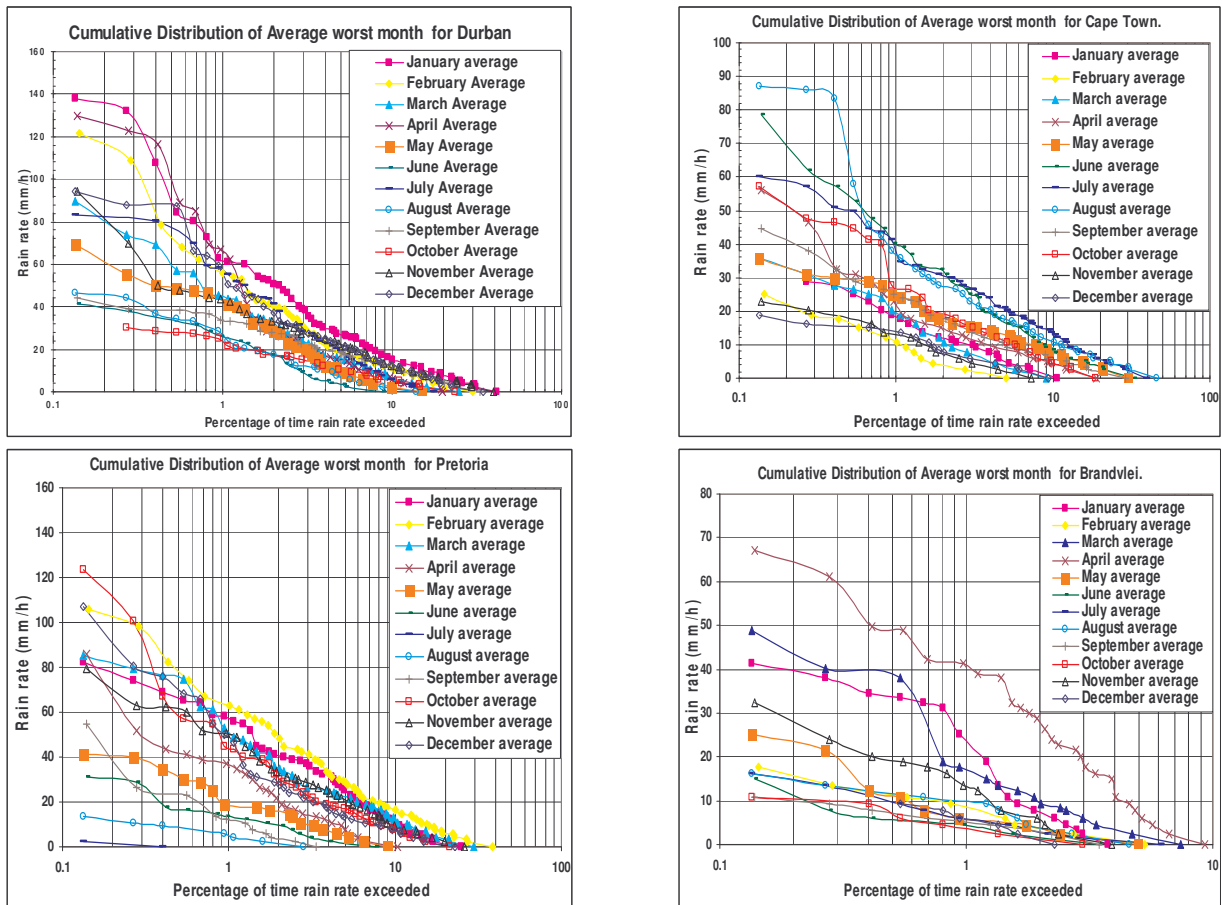 Cumulative Distribution of Average worst month for Durban
Rain rate (mm/h)
160
140
120
100
80
60
40
20
0
0.1
1
10
100
Percentage of time rain rate exceeded
January average
February Average
March Average
April Average
May Average
June Average
July Average
August Average
September Average
October Average
November Average
December Average
Cumulative Distribution of Average worst month for Cape Town.
Rain rate (mm/h)
100
90
80
70
60
50
40
30
20
10
0
0.1
1
10
100
Percentage of time rain rate exceeded
January average
February Average
March average
April average
May average
June average
July average
August average
September average
October average
November average
December average
Cumulative Distribution of Average worst month for Pretoria
Rain rate (mm/h)
160
140
120
100
80
60
40
20
0
0.1
1
10
100
Percentage of time rain rate exceeded
January average
February average
March average
April average
May average
June average
July average
August average
September average
October average
November average
December average
Cumulative Distribution of Average worst month for Brandvlei.
Rain rate (mm/h)
80
70
60
50
40
30
20
10
0
0.1
1
10
Percentage of time rain rate exceeded
January average
February average
March average
April average
May average
June average
July average
August average
September average
October average
November average
December average